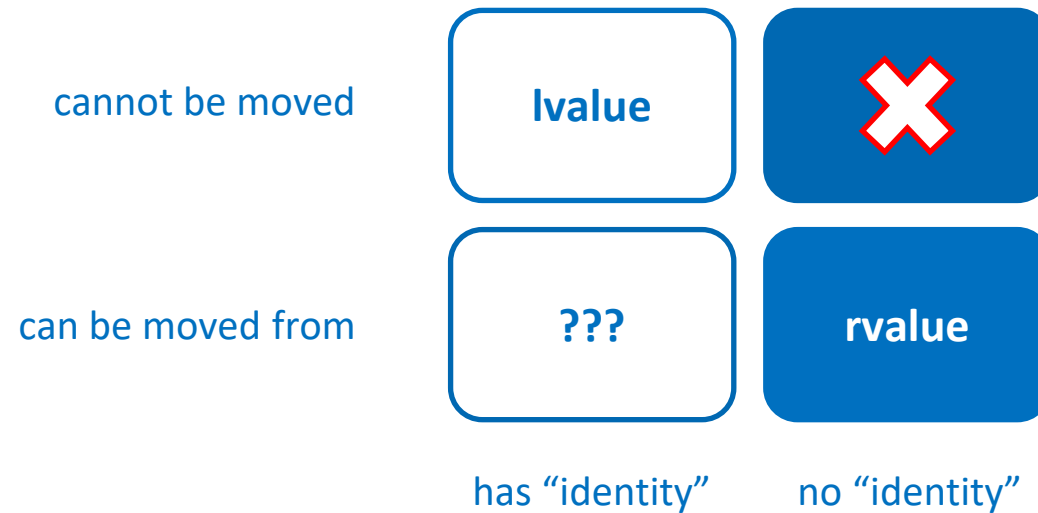 cannot be moved
lvalue
can be moved from
???
rvalue
has “identity”
no “identity”